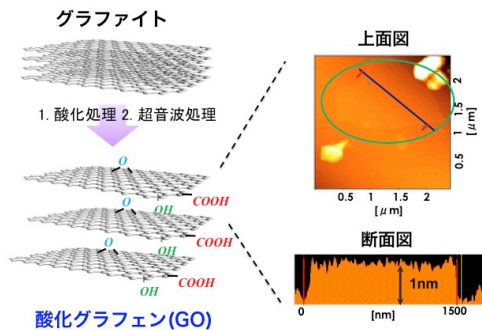 グラファイト
1. 酸化処理 2. 超音波処理
O
OH
COOH
O
OH
COOH
O
OH
COOH
酸化グラフェン(GO)
上面図
2
1.5
1
0.5
[μm]
0.5 1 1.5 2
[μm]
断面図
1nm
0 [nm] 1500